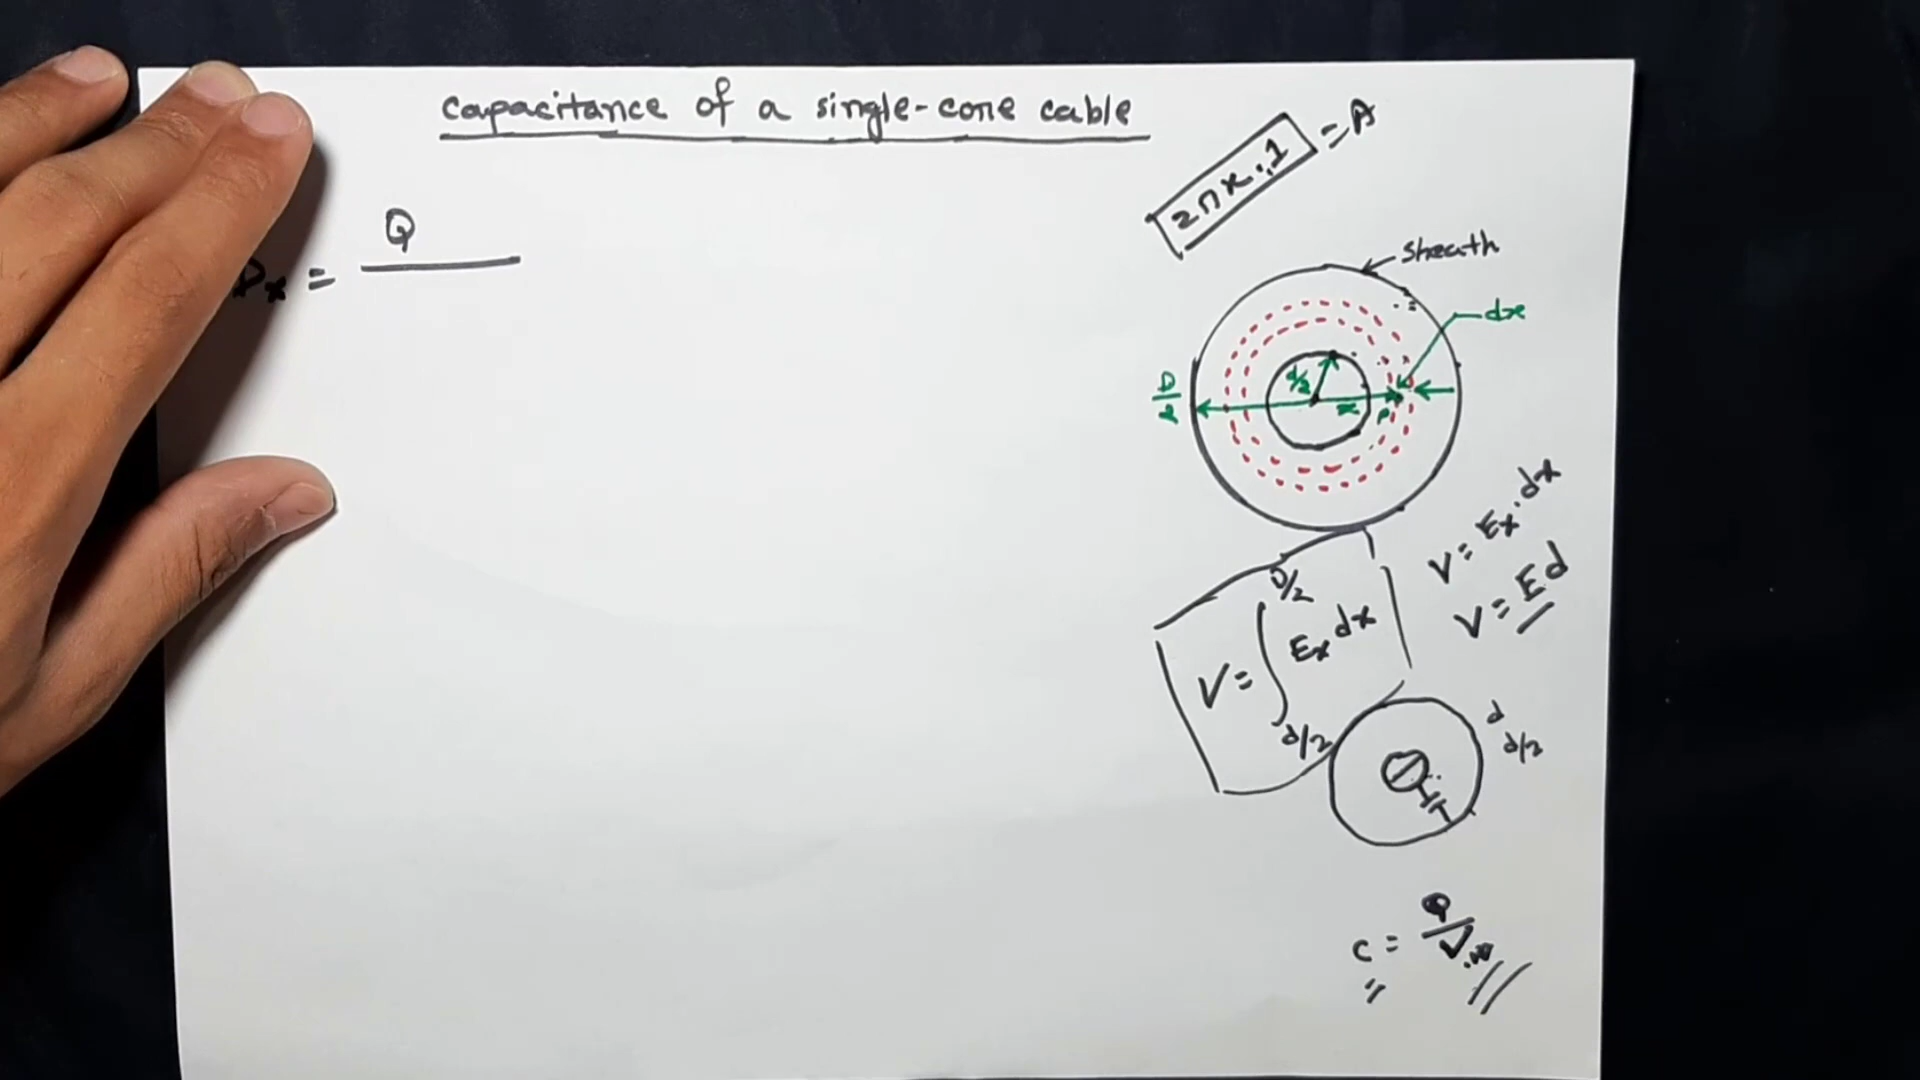 Capacitance of a single-core cable
2πx.1 = A
Q
Dx =
Sheath
dx
D/2
d/2
x
P
V = Ex.dx
V = Ed
D/2
V = ∫ Ex dx
d/2
d
d/2
C = Q/V